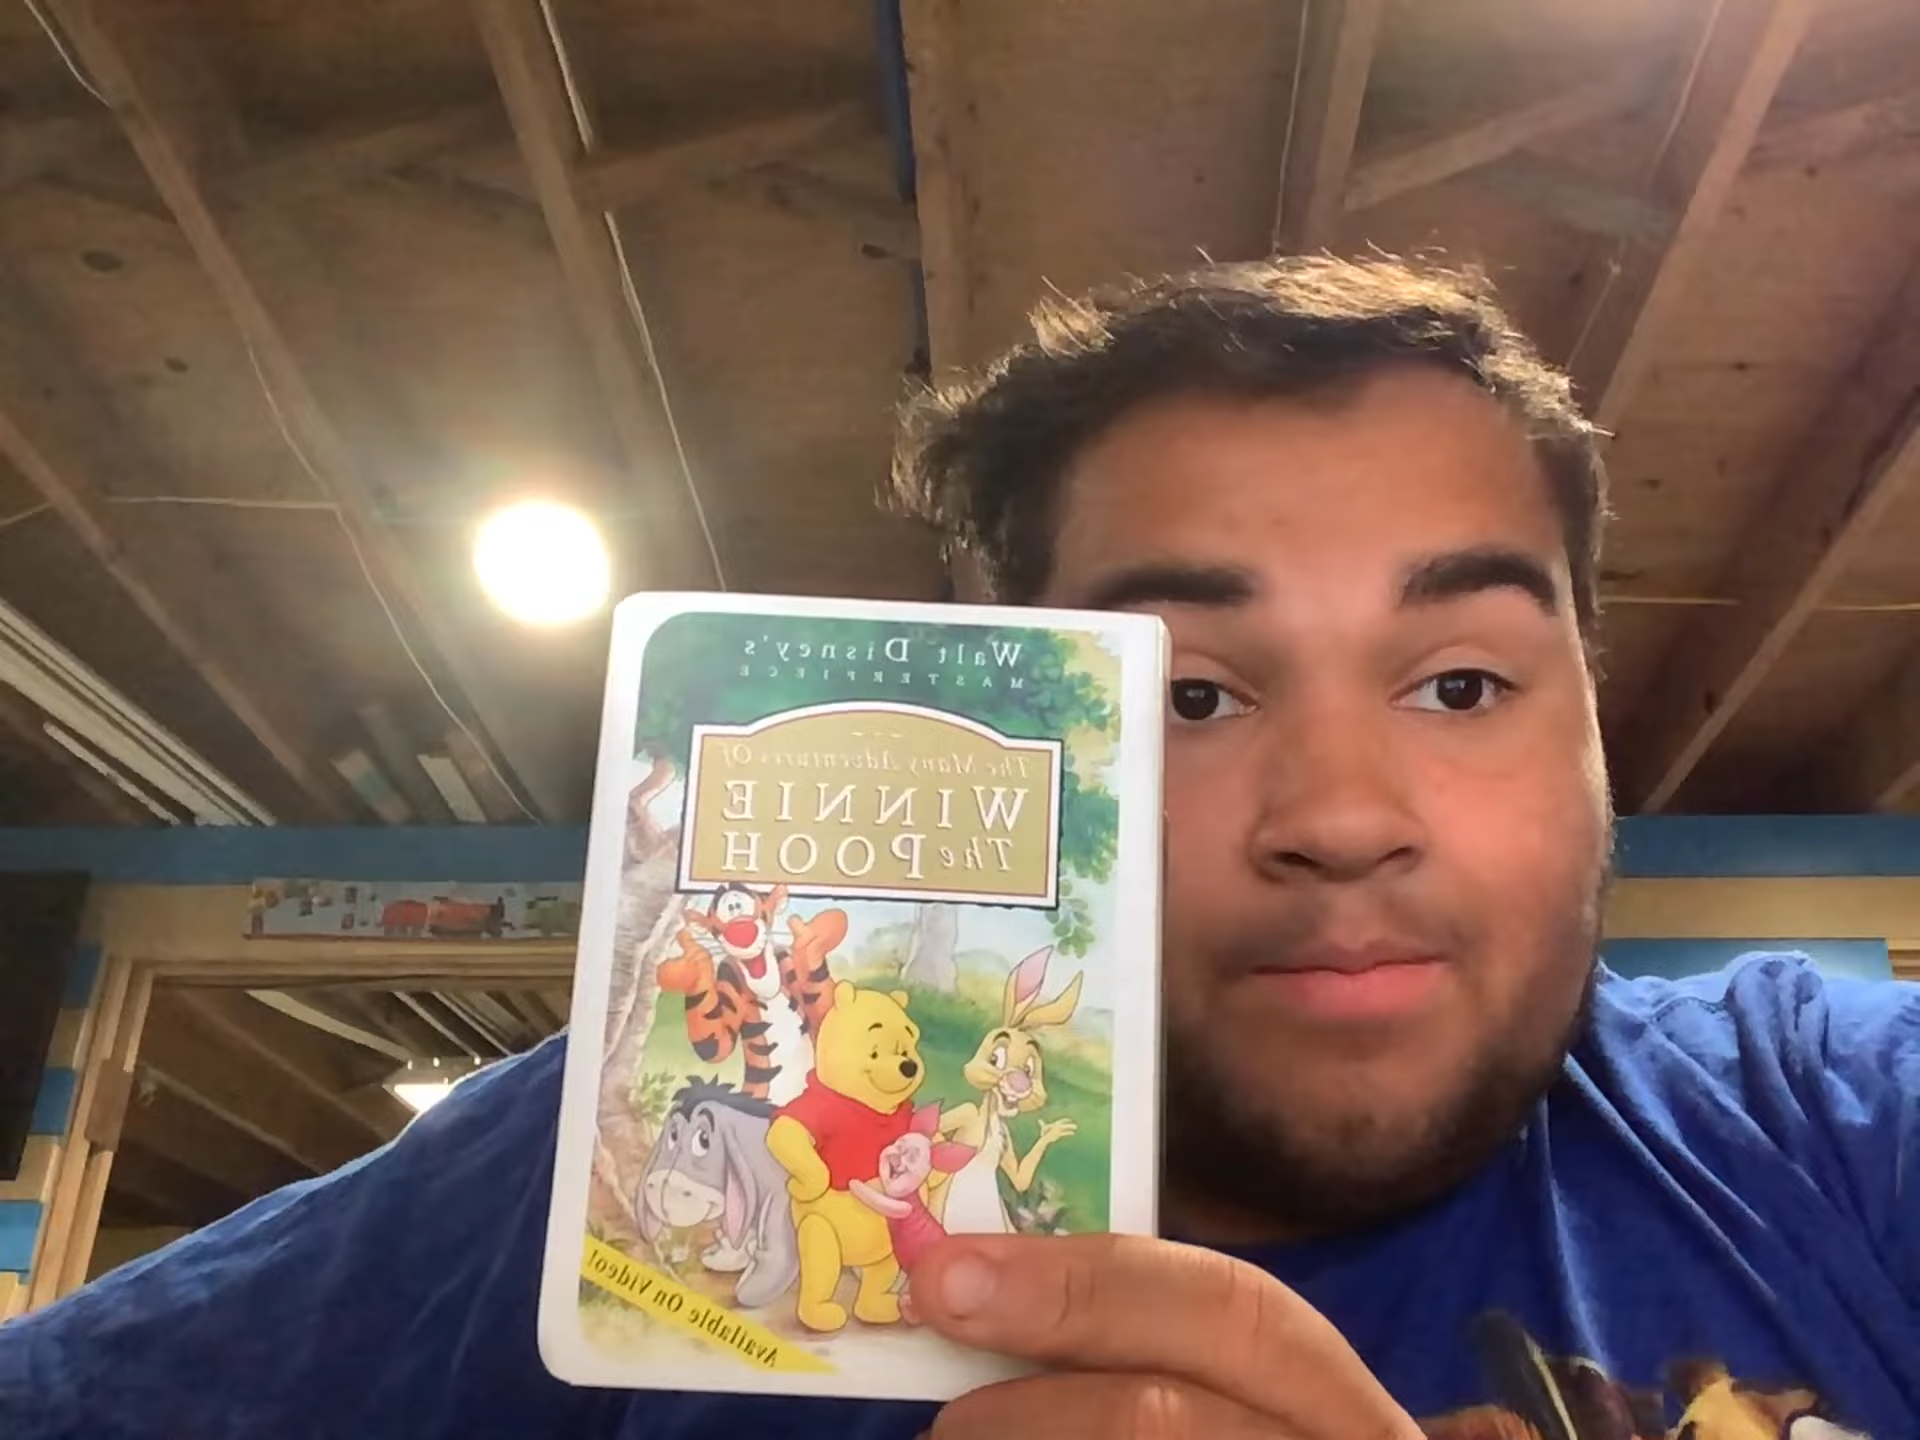 Walt Disney's
MASTERPIECE
The Many Adventures Of
WINNIE
The POOH
Available On Video!